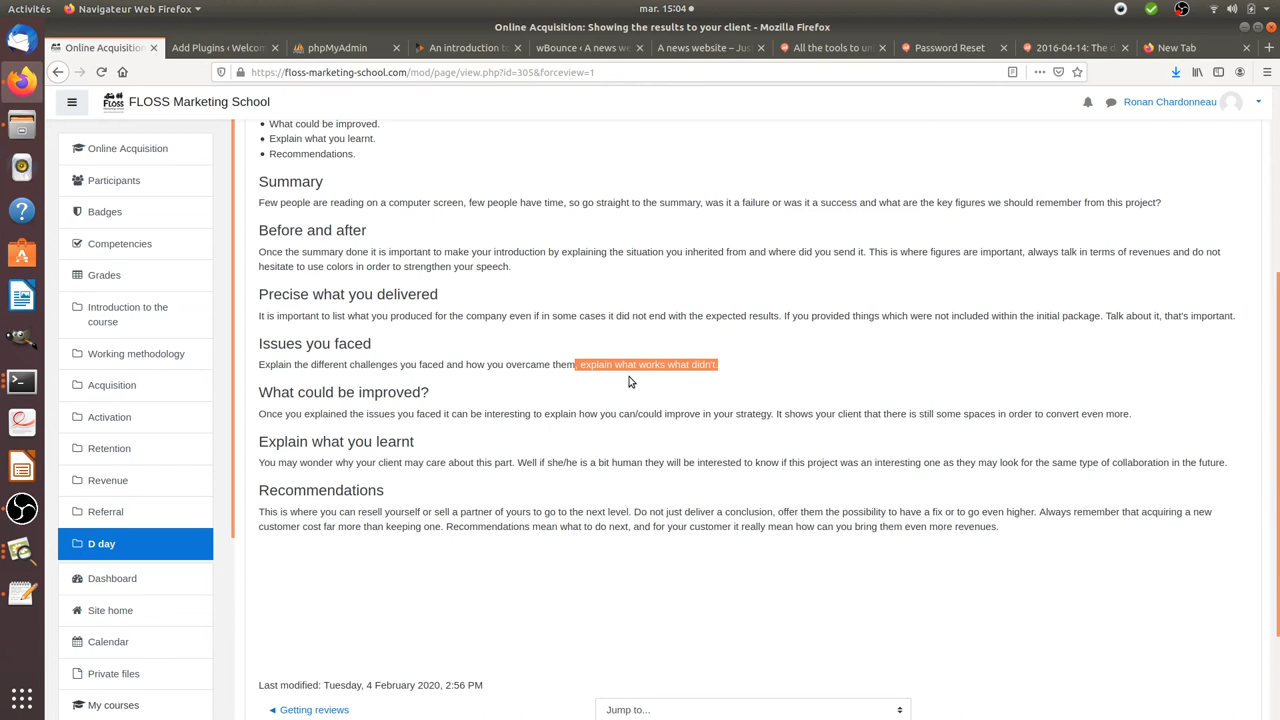 Activités
Navigateur Web Firefox
mar. 15:04
Online Acquisition: Showing the results to your client - Mozilla Firefox
Online Acquisition
Add Plugins ‹ Welcom
phpMyAdmin
An introduction to
wBounce ‹ A news we
A news website – Just
All the tools to un
Password Reset
2016-04-14: The d
New Tab
https://floss-marketing-school.com/mod/page/view.php?id=305&forceview=1
FLOSS Marketing School
Ronan Chardonneau
Online Acquisition
Participants
Badges
Competencies
Grades
Introduction to the
course
Working methodology
Acquisition
Activation
Retention
Revenue
Referral
D day
Dashboard
Site home
Calendar
Private files
My courses
• What could be improved.
• Explain what you learnt.
• Recommendations.
Summary
Few people are reading on a computer screen, few people have time, so go straight to the summary, was it a failure or was it a success and what are the key figures we should remember from this project?
Before and after
Once the summary done it is important to make your introduction by explaining the situation you inherited from and where did you send it. This is where figures are important, always talk in terms of revenues and do not
hesitate to use colors in order to strengthen your speech.
Precise what you delivered
It is important to list what you produced for the company even if in some cases it did not end with the expected results. If you provided things which were not included within the initial package. Talk about it, that's important.
Issues you faced
Explain the different challenges you faced and how you overcame them, explain what works what didn't.
What could be improved?
Once you explained the issues you faced it can be interesting to explain how you can/could improve in your strategy. It shows your client that there is still some spaces in order to convert even more.
Explain what you learnt
You may wonder why your client may care about this part. Well if she/he is a bit human they will be interested to know if this project was an interesting one as they may look for the same type of collaboration in the future.
Recommendations
This is where you can resell yourself or sell a partner of yours to go to the next level. Do not just deliver a conclusion, offer them the possibility to have a fix or to go even higher. Always remember that acquiring a new
customer cost far more than keeping one. Recommendations mean what to do next, and for your customer it really mean how can you bring them even more revenues.
Last modified: Tuesday, 4 February 2020, 2:56 PM
◄ Getting reviews
Jump to...